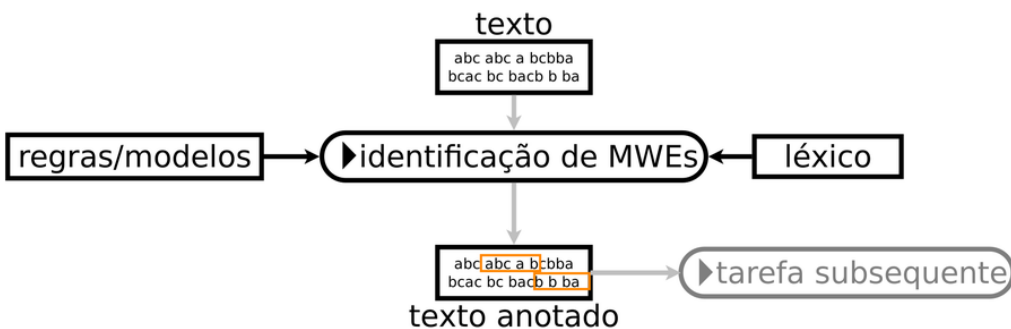 texto
abc abc a bcbba
bcac bc bacb b ba
regras/modelos
identificação de MWEs
léxico
abc abc a bcbba
bcac bc bacb b ba
tarefa subsequente
texto anotado